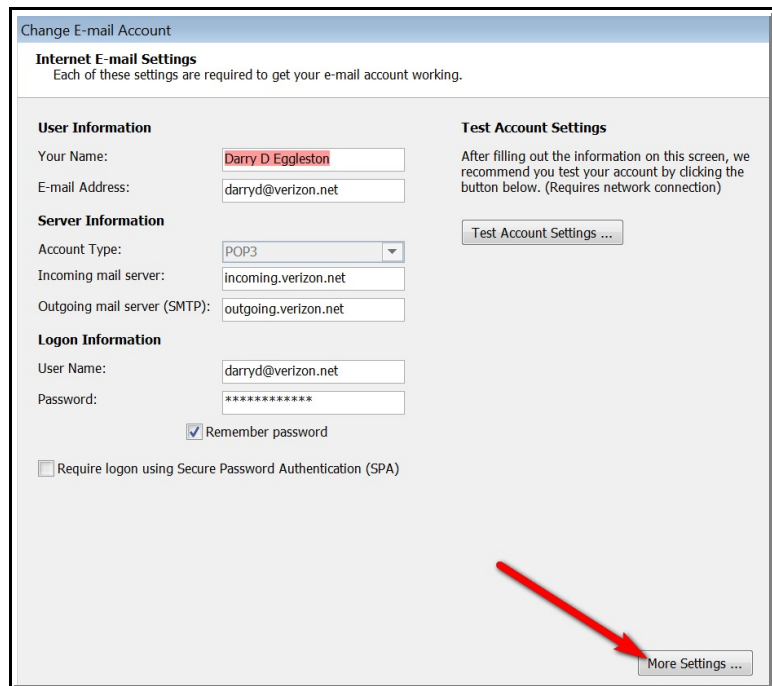 Change E-mail Account
Internet E-mail Settings
Each of these settings are required to get your e-mail account working.
User Information
Your Name: Darry D Eggleston
E-mail Address: darryd@verizon.net
Server Information
Account Type: POP3
Incoming mail server: incoming.verizon.net
Outgoing mail server (SMTP): outgoing.verizon.net
Logon Information
User Name: darryd@verizon.net
Password: ************
Remember password
Require logon using Secure Password Authentication (SPA)
Test Account Settings
After filling out the information on this screen, we
recommend you test your account by clicking the
button below. (Requires network connection)
Test Account Settings ...
More Settings ...